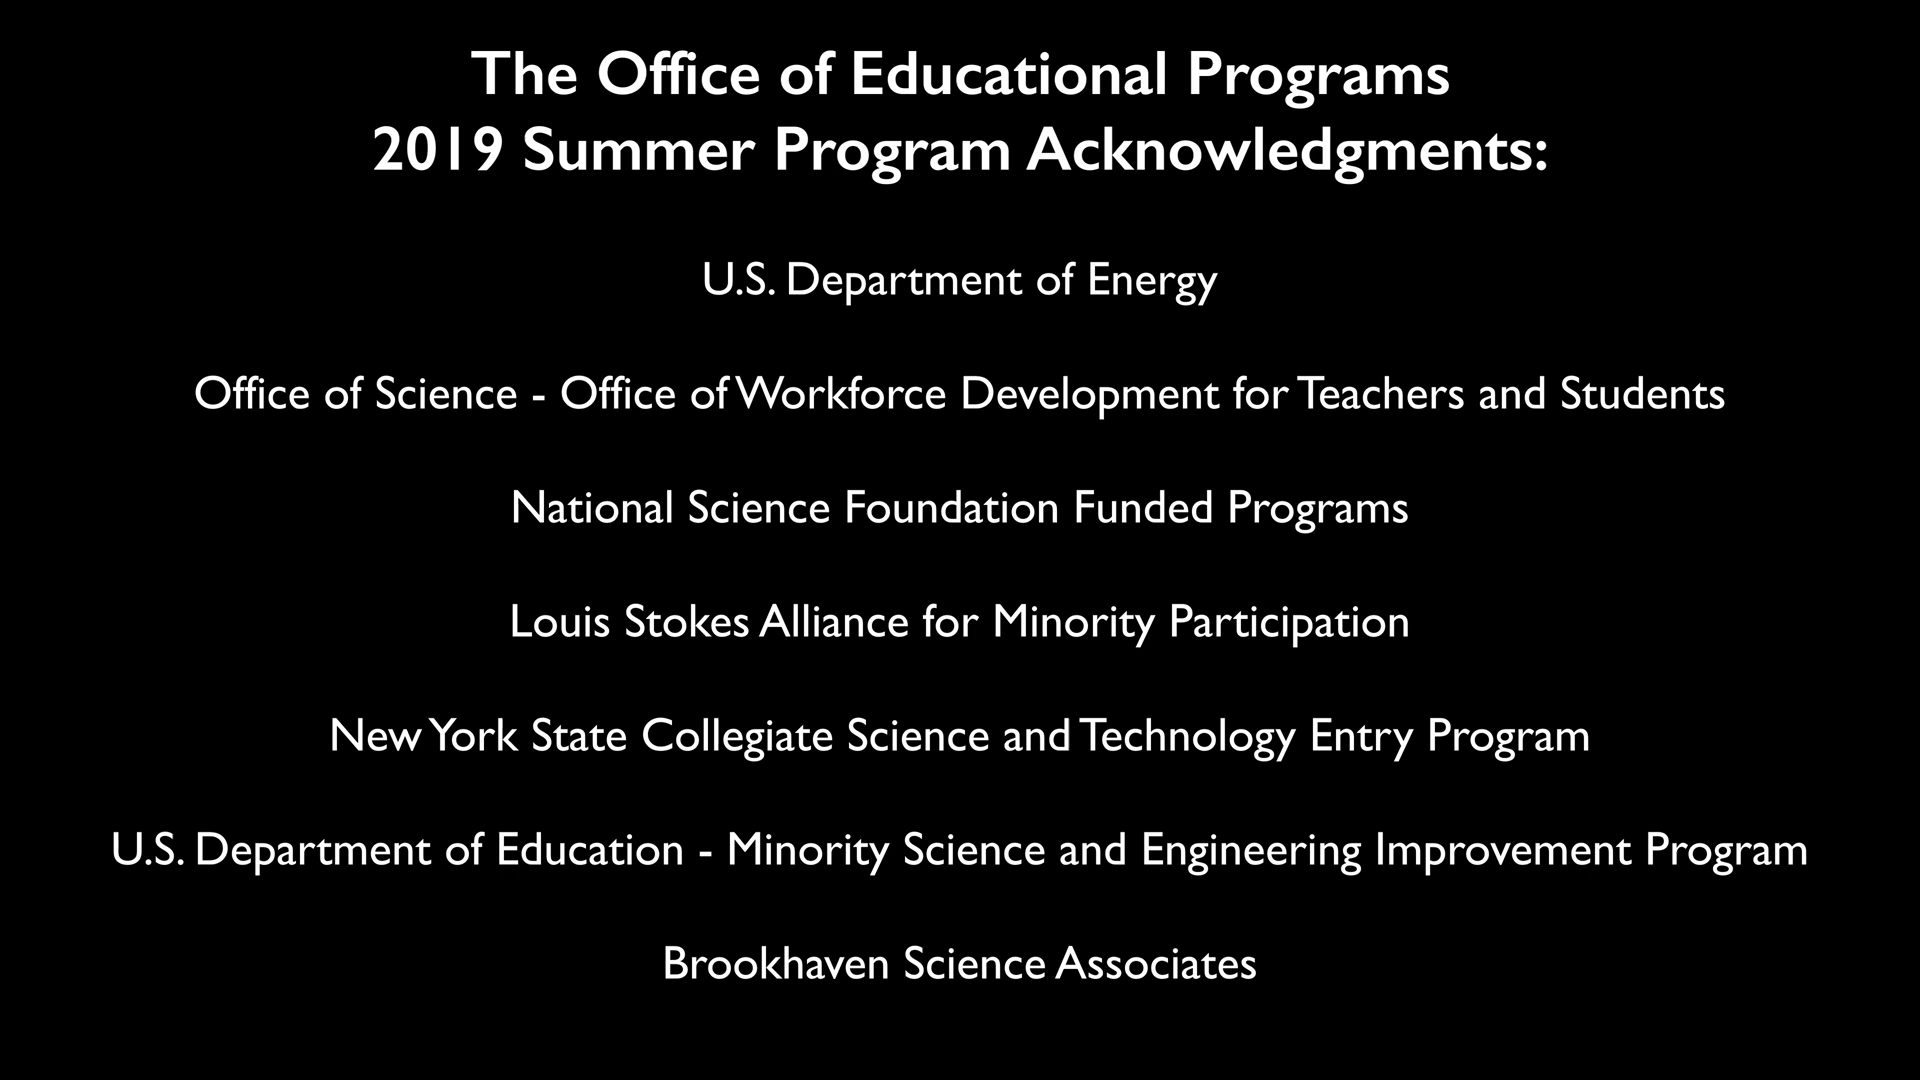 The Office of Educational Programs
2019 Summer Program Acknowledgments:
U.S. Department of Energy
Office of Science - Office of Workforce Development for Teachers and Students
National Science Foundation Funded Programs
Louis Stokes Alliance for Minority Participation
New York State Collegiate Science and Technology Entry Program
U.S. Department of Education - Minority Science and Engineering Improvement Program
Brookhaven Science Associates